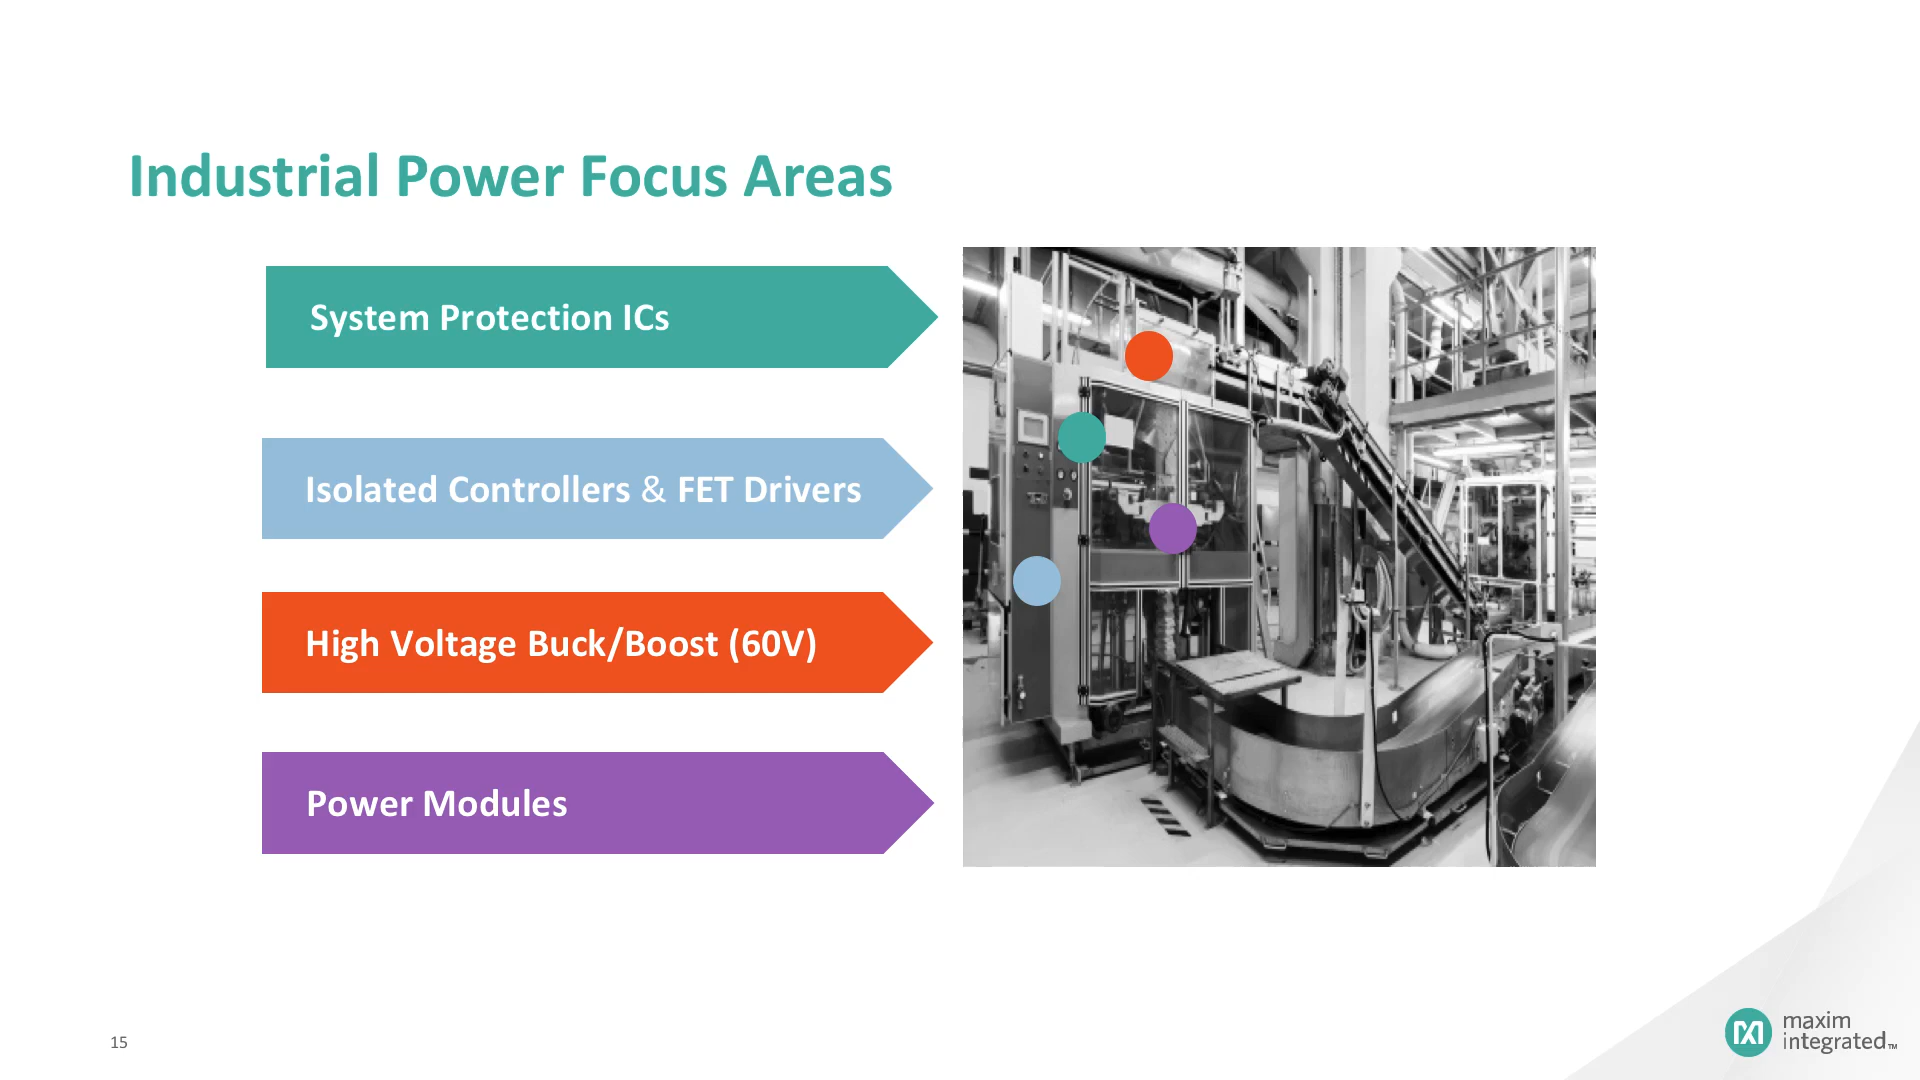 Industrial Power Focus Areas
System Protection ICs
Isolated Controllers & FET Drivers
High Voltage Buck/Boost (60V)
Power Modules
15
maxim
integrated™